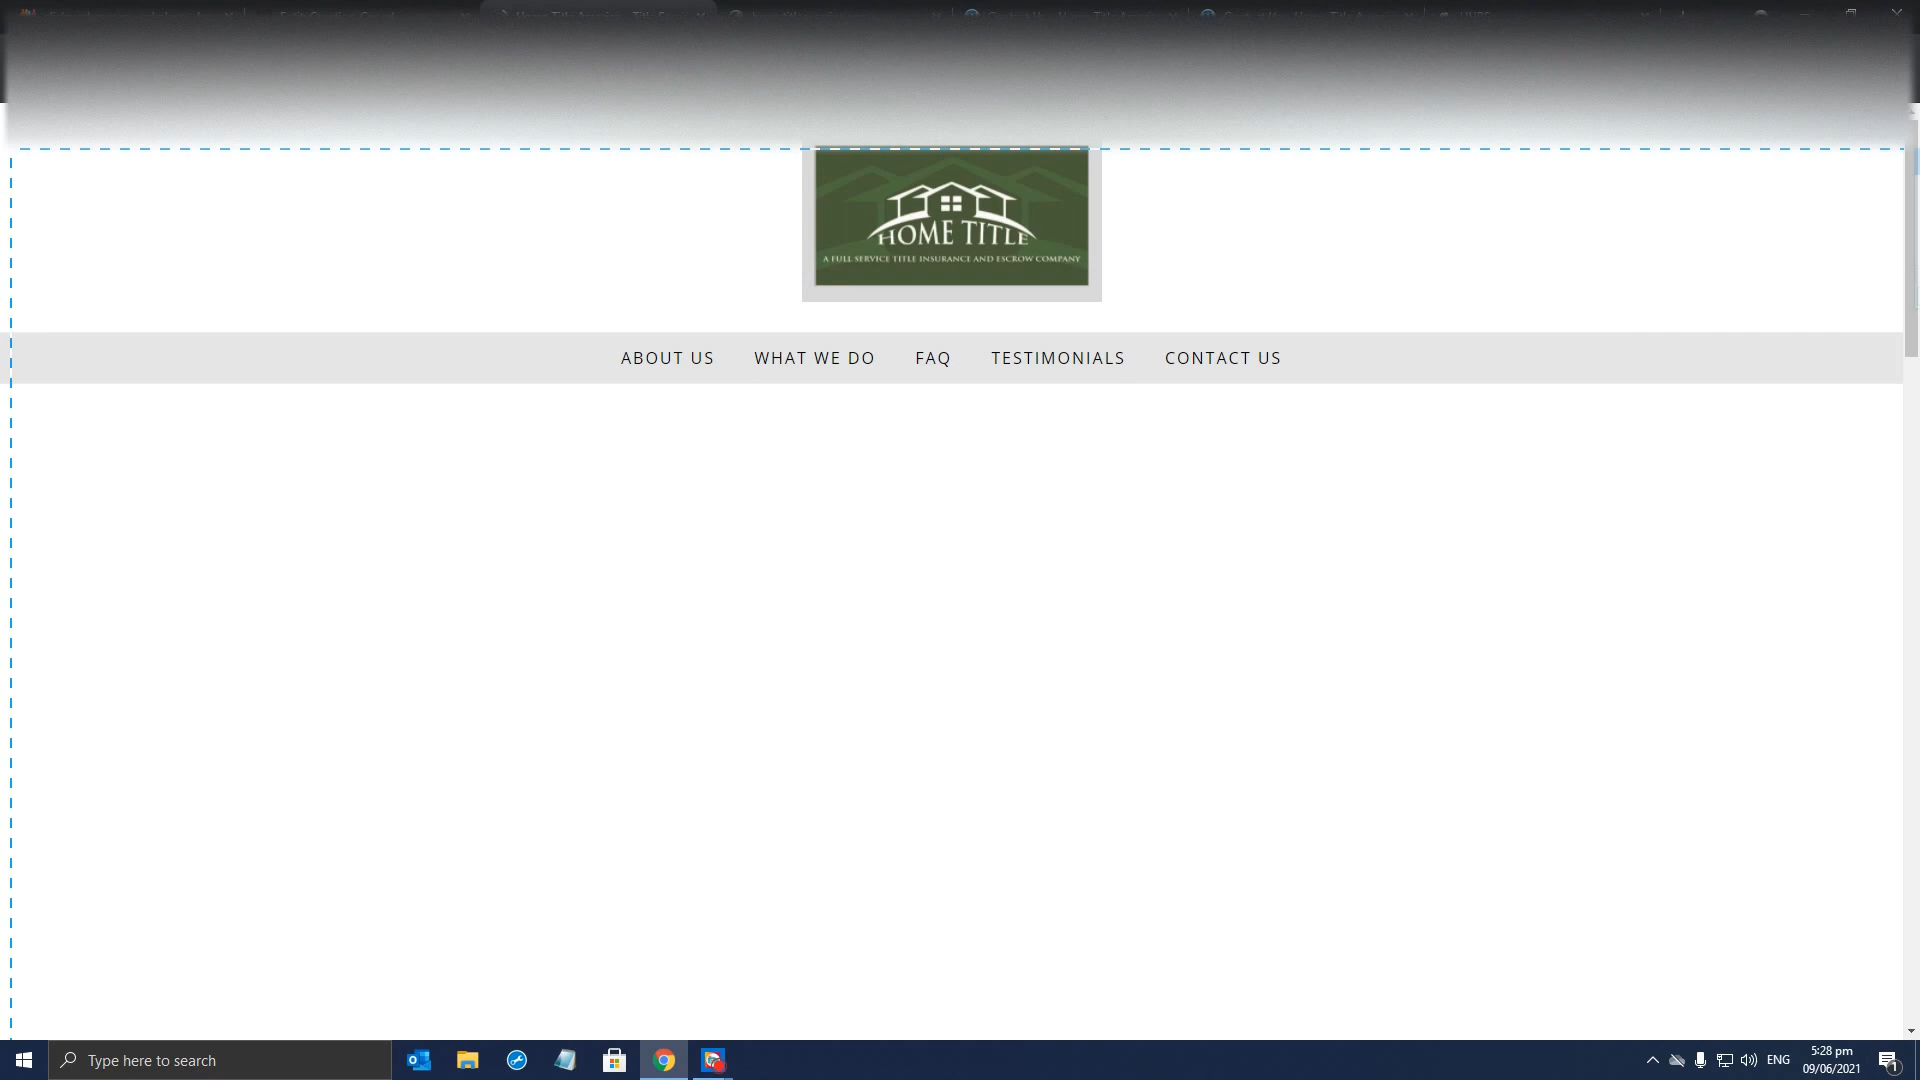 HOME TITLE
A FULL SERVICE TITLE INSURANCE AND ESCROW COMPANY
ABOUT US WHAT WE DO FAQ TESTIMONIALS CONTACT US
Type here to search
ENG
5:28 pm
09/06/2021
1